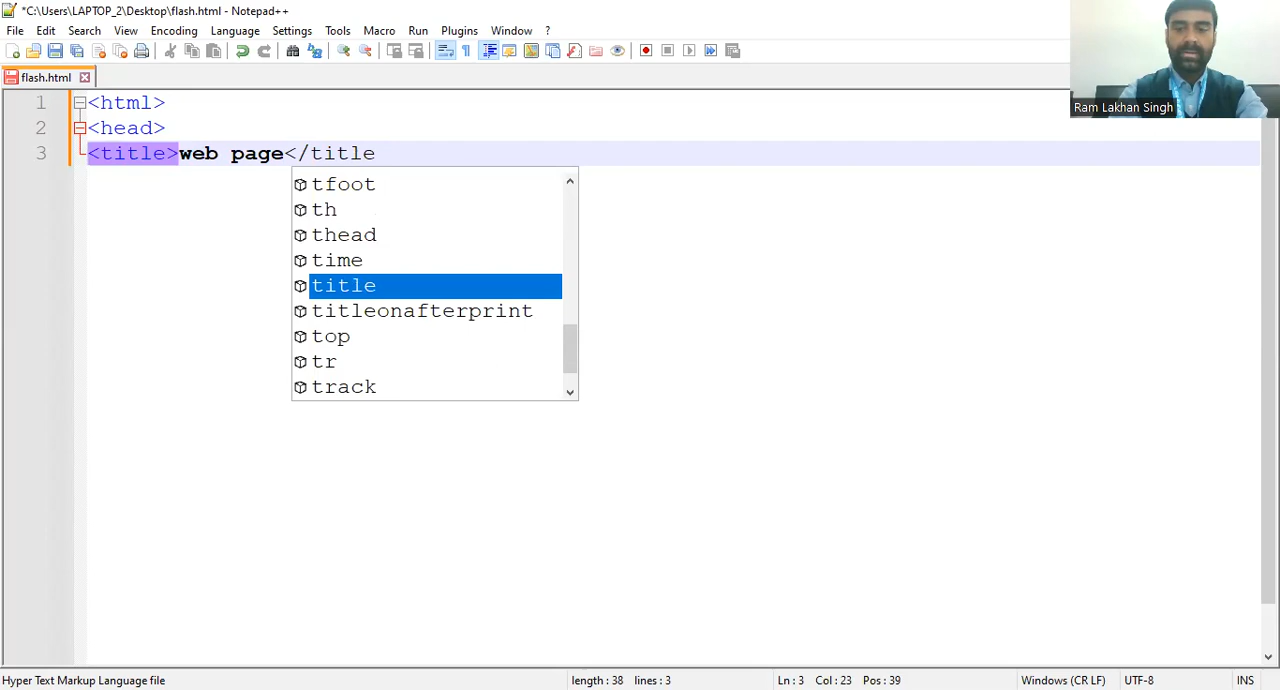 *C:\Users\LAPTOP_2\Desktop\flash.html - Notepad++
File Edit Search View Encoding Language Settings Tools Macro Run Plugins Window ?
flash.html
Ram Lakhan Singh
1 <html>
2 <head>
3 <title>web page</title
tfoot
th
thead
time
title
titleonafterprint
top
tr
track
Hyper Text Markup Language file length : 38 lines : 3 Ln : 3 Col : 23 Pos : 39 Windows (CR LF) UTF-8 INS